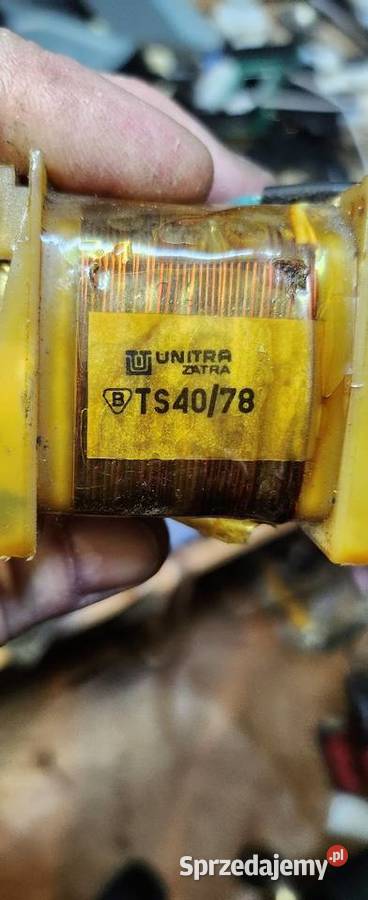 UNITRA
ZATRA
B TS40/78
Sprzedajemy.pl